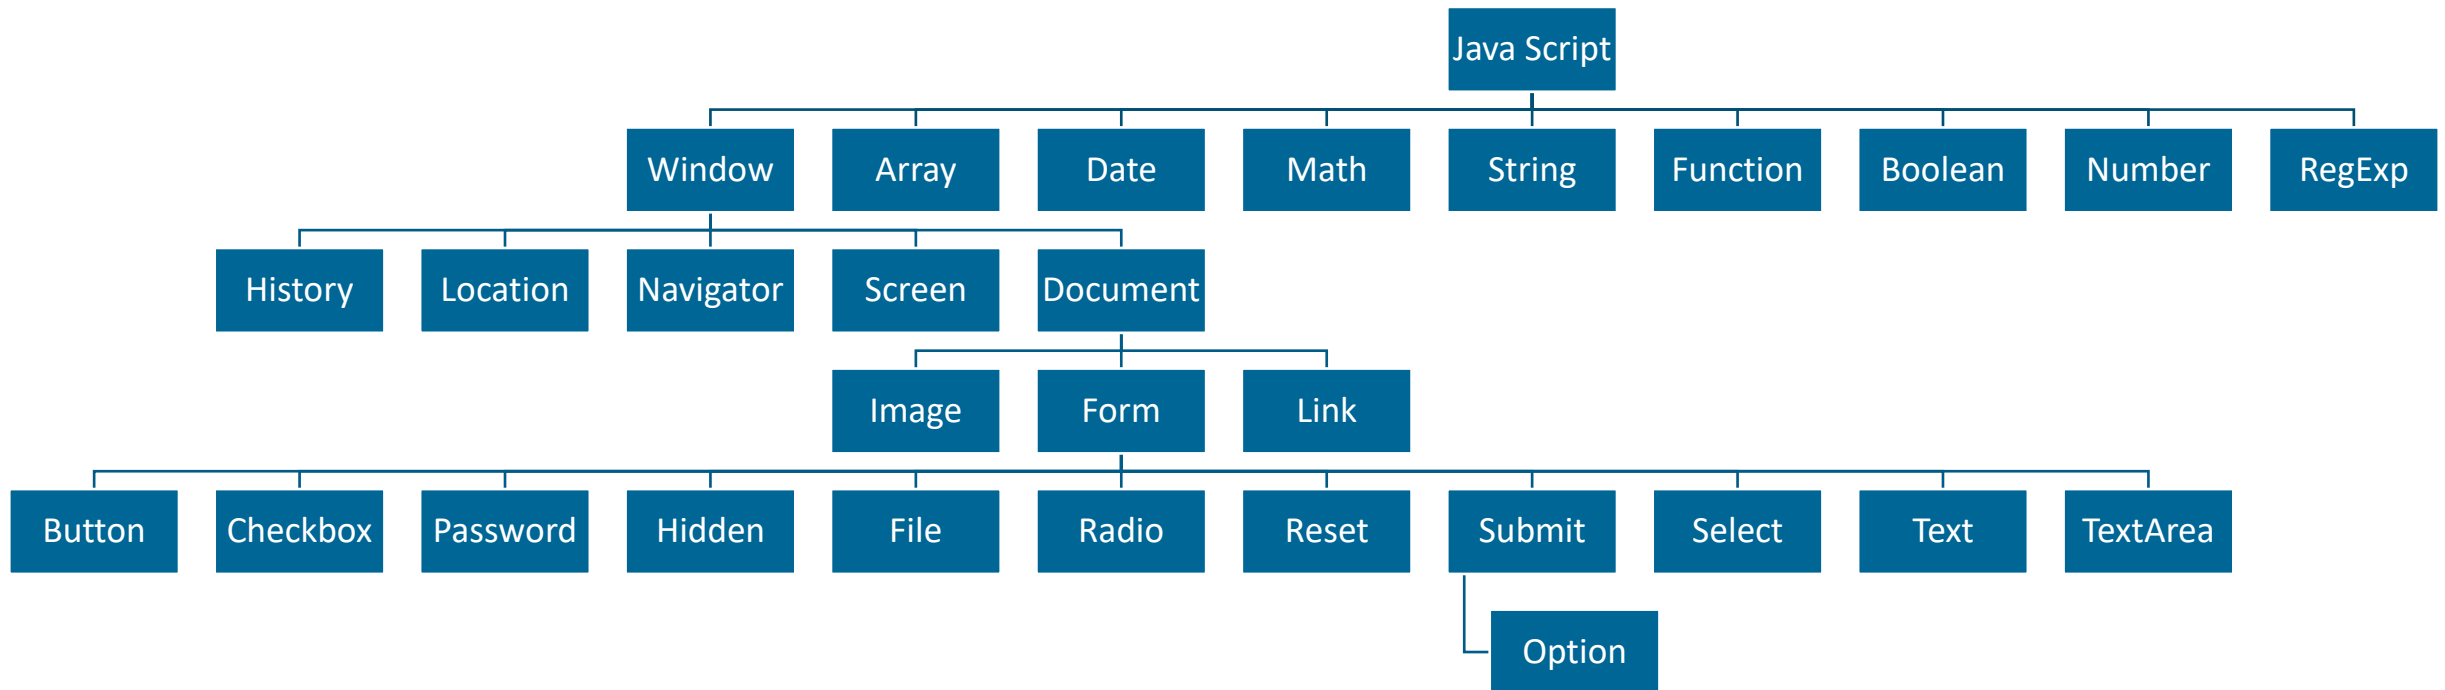 Java Script
Window Array Date Math String Function Boolean Number RegExp
History Location Navigator Screen Document
Image Form Link
Button Checkbox Password Hidden File Radio Reset Submit Select Text TextArea
Option